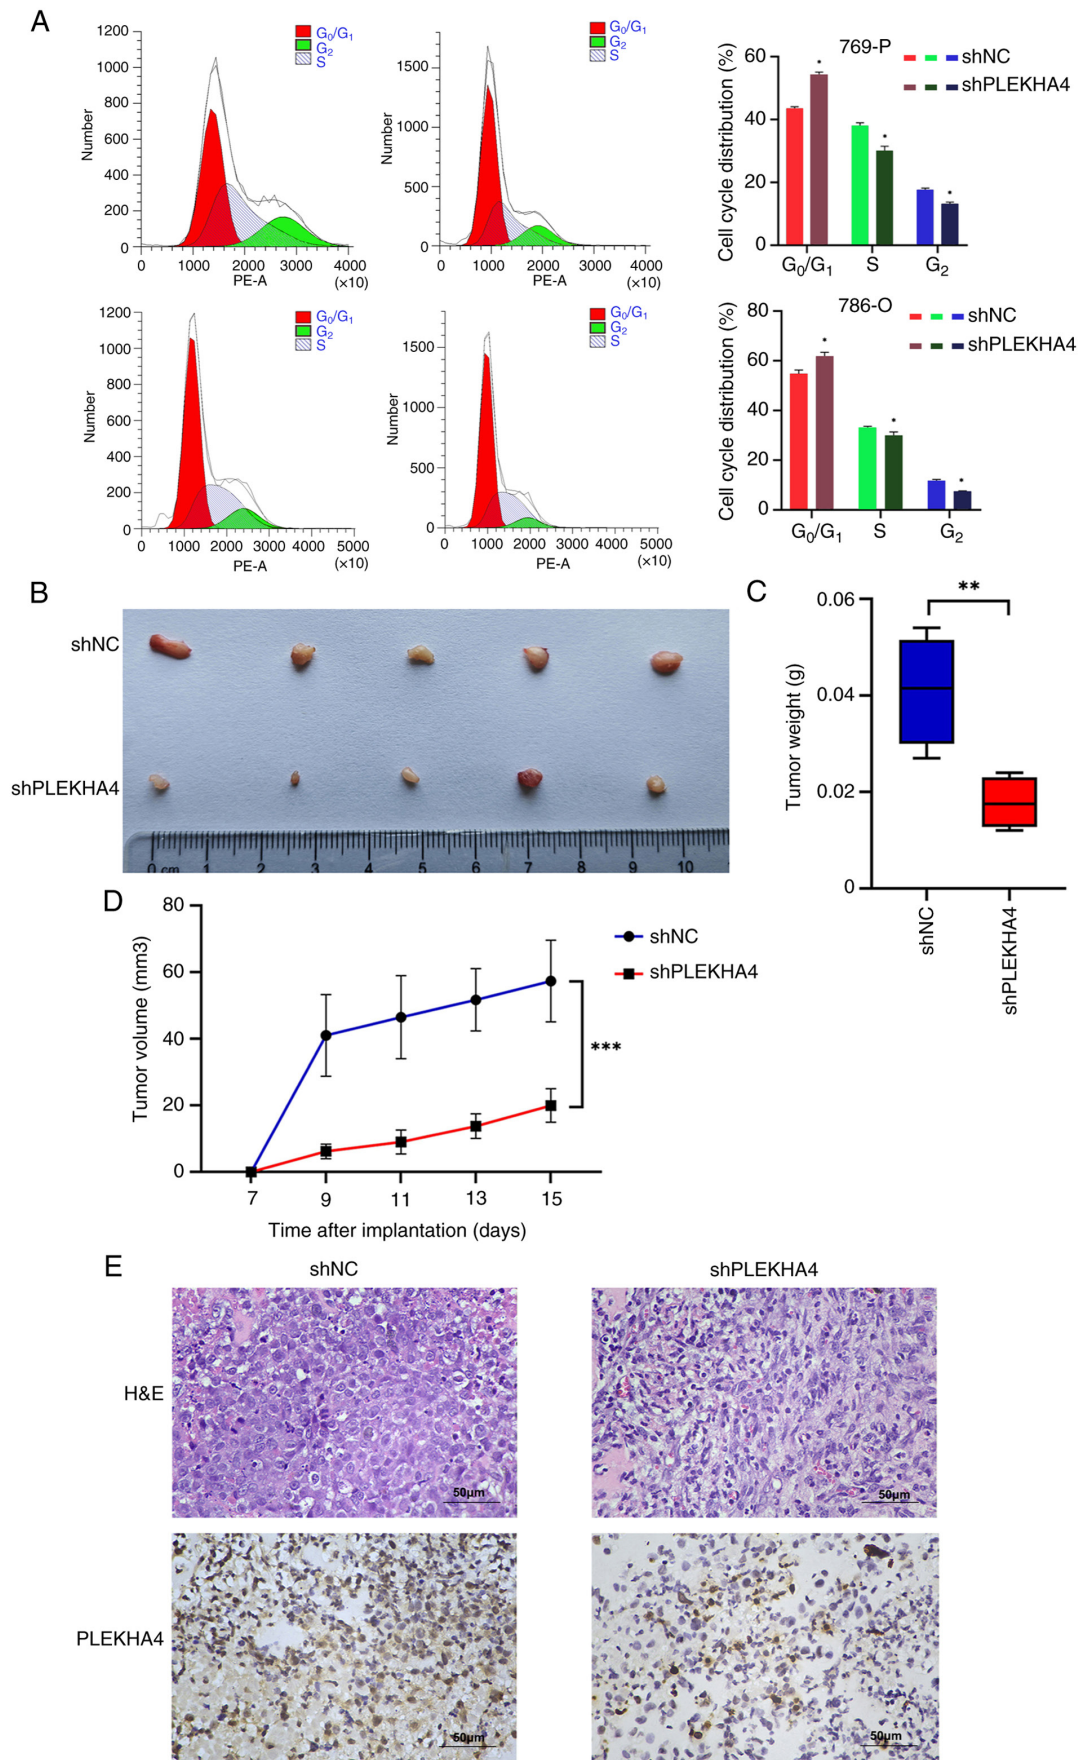 A
1200
1000
800
600
400
200
0
Number
0 1000 2000 3000 4000
PE-A (×10)
G0/G1
G2
S
1500
1000
500
0
Number
0 1000 2000 3000 4000
PE-A (×10)
G0/G1
G2
S
769-P
60
40
20
0
Cell cycle distribution (%)
G0/G1 S G2
* * *
shNC
shPLEKHA4
1200
1000
800
600
400
200
0
Number
0 1000 2000 3000 4000 5000
PE-A (×10)
G0/G1
G2
S
1500
1000
500
0
Number
0 1000 2000 3000 4000 5000
PE-A (×10)
G0/G1
G2
S
786-O
80
60
40
20
0
Cell cycle distribution (%)
G0/G1 S G2
* * *
shNC
shPLEKHA4
B
shNC
shPLEKHA4
0 cm 1 2 3 4 5 6 7 8 9 10
C
0.06
0.04
0.02
0
Tumor weight (g)
**
shNC
shPLEKHA4
D
80
60
40
20
0
Tumor volume (mm3)
7 9 11 13 15
Time after implantation (days)
shNC
shPLEKHA4
***
E
shNC shPLEKHA4
H&E
50µm 50µm
PLEKHA4
50µm 50µm